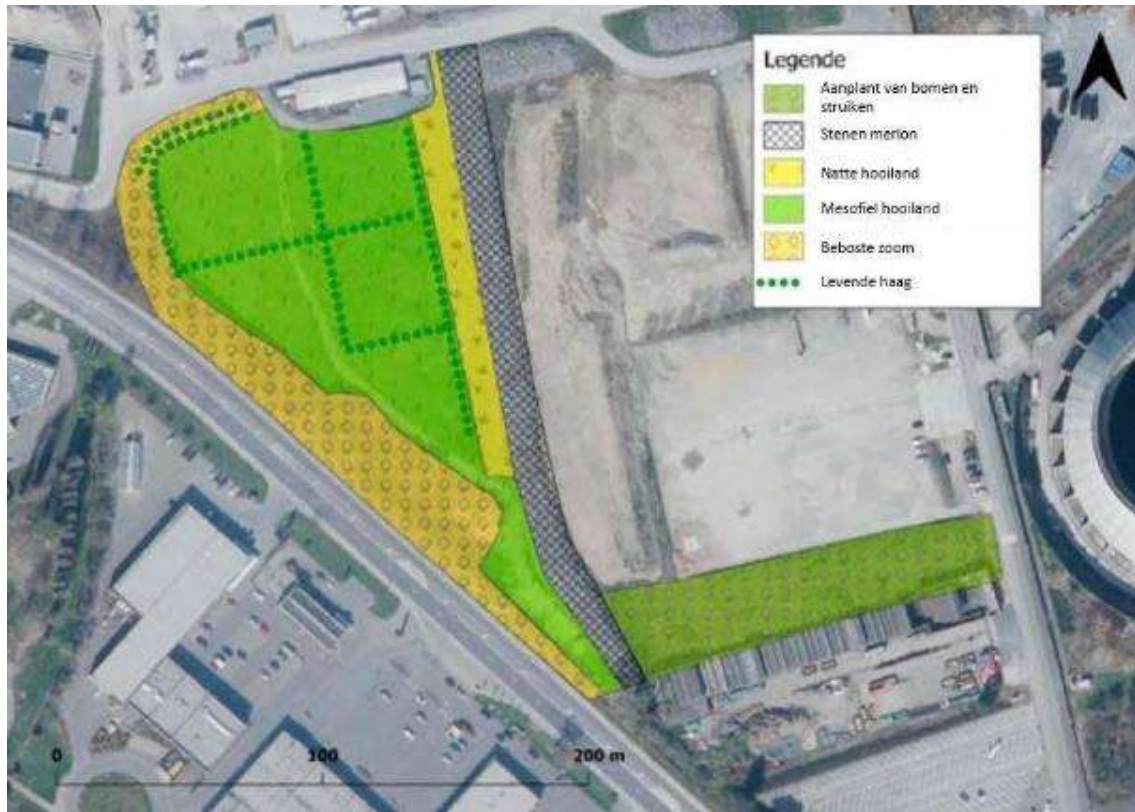 Legende
Aanplant van bomen en
struiken
Stenen merlon
Natte hooiland
Mesofiel hooiland
Beboste zoom
Levende haag
0 100 200 m